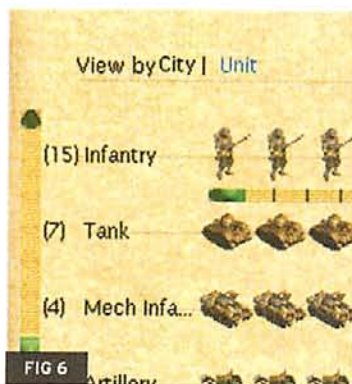 View by City | Unit
(15) Infantry
(7) Tank
(4) Mech Infa...
FIG 6
Artillery